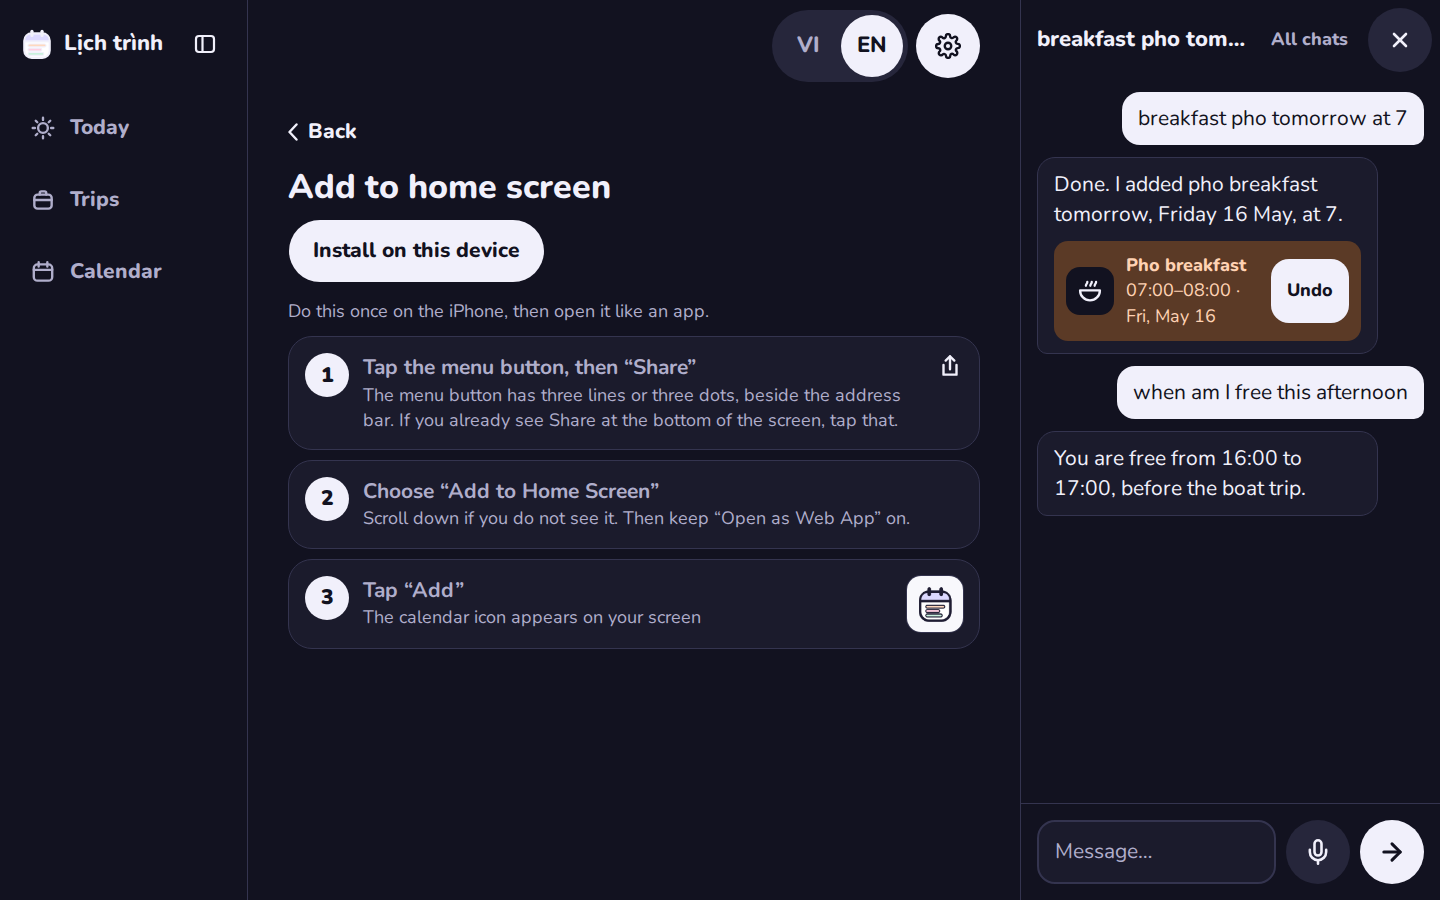 Lịch trình
Today
Trips
Calendar
VI
EN
Back
Add to home screen
Install on this device
Do this once on the iPhone, then open it like an app.
1
Tap the menu button, then “Share”
The menu button has three lines or three dots, beside the address
bar. If you already see Share at the bottom of the screen, tap that.
2
Choose “Add to Home Screen”
Scroll down if you do not see it. Then keep “Open as Web App” on.
3
Tap “Add”
The calendar icon appears on your screen
breakfast pho tom...
All chats
breakfast pho tomorrow at 7
Done. I added pho breakfast
tomorrow, Friday 16 May, at 7.
Pho breakfast
07:00–08:00 ·
Fri, May 16
Undo
when am I free this afternoon
You are free from 16:00 to
17:00, before the boat trip.
Message...